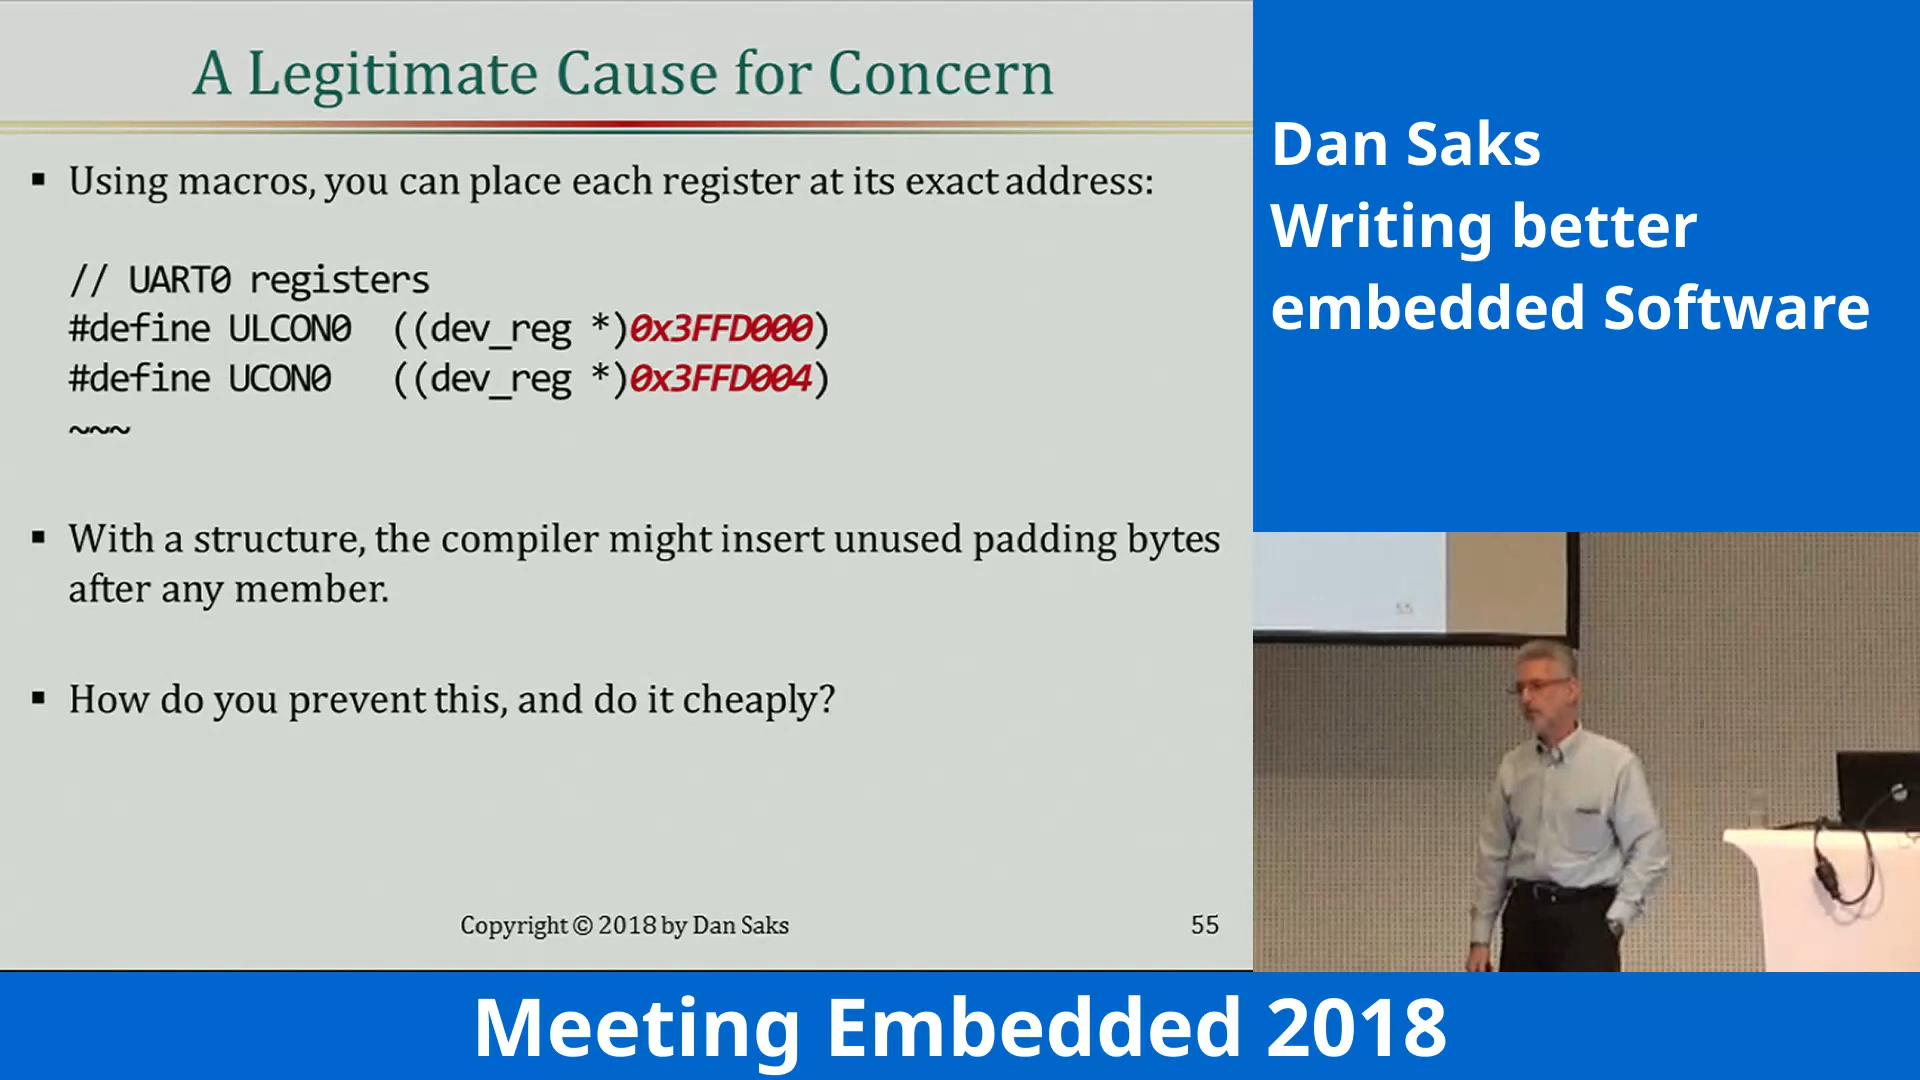 A Legitimate Cause for Concern
▪ Using macros, you can place each register at its exact address:
// UART0 registers
#define ULCON0  ((dev_reg *)0x3FFD000)
#define UCON0   ((dev_reg *)0x3FFD004)
~~~
▪ With a structure, the compiler might insert unused padding bytes
after any member.
▪ How do you prevent this, and do it cheaply?
Copyright © 2018 by Dan Saks
55
Dan Saks
Writing better
embedded Software
Meeting Embedded 2018